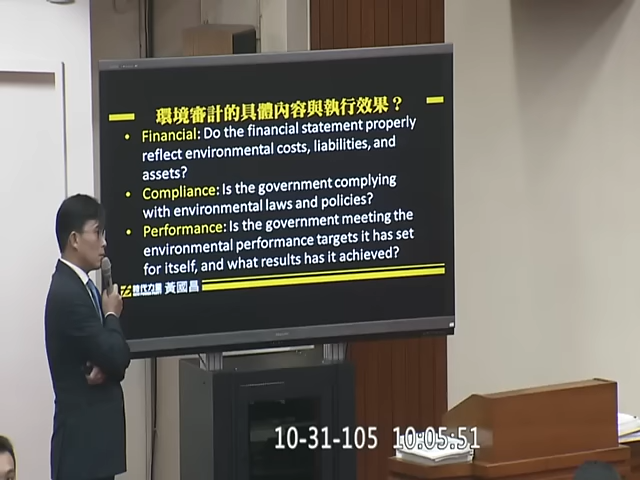 環境審計的具體內容與執行效果？
• Financial: Do the financial statement properly
reflect environmental costs, liabilities, and
assets?
• Compliance: Is the government complying
with environmental laws and policies?
• Performance: Is the government meeting the
environmental performance targets it has set
for itself, and what results has it achieved?
時代力量 黃國昌
10-31-105 10:05:51